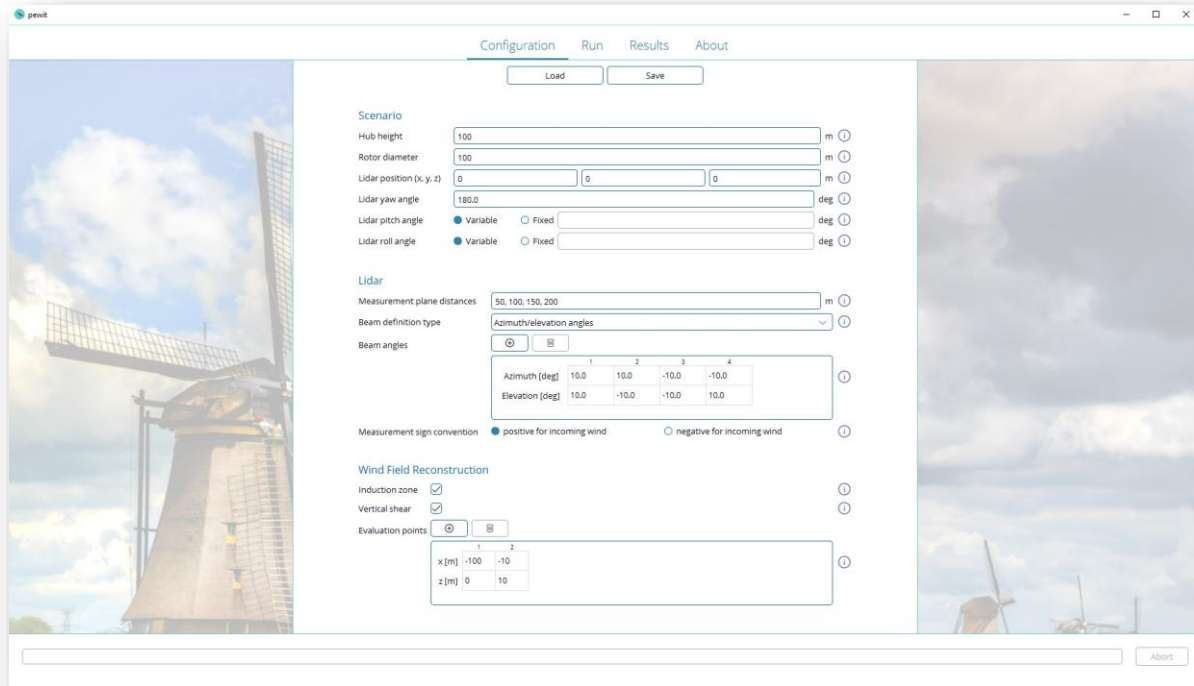 pewit
Configuration Run Results About
Load Save
Scenario
Hub height 100 m
Rotor diameter 100 m
Lidar position (x, y, z) 0 0 0 m
Lidar yaw angle 180.0 deg
Lidar pitch angle Variable Fixed deg
Lidar roll angle Variable Fixed deg
Lidar
Measurement plane distances 50, 100, 150, 200 m
Beam definition type Azimuth/elevation angles
Beam angles
1 2 3 4
Azimuth [deg] 10.0 10.0 -10.0 -10.0
Elevation [deg] 10.0 -10.0 -10.0 10.0
Measurement sign convention positive for incoming wind negative for incoming wind
Wind Field Reconstruction
Induction zone
Vertical shear
Evaluation points
1 2
x [m] -100 -10
z [m] 0 10
Abort